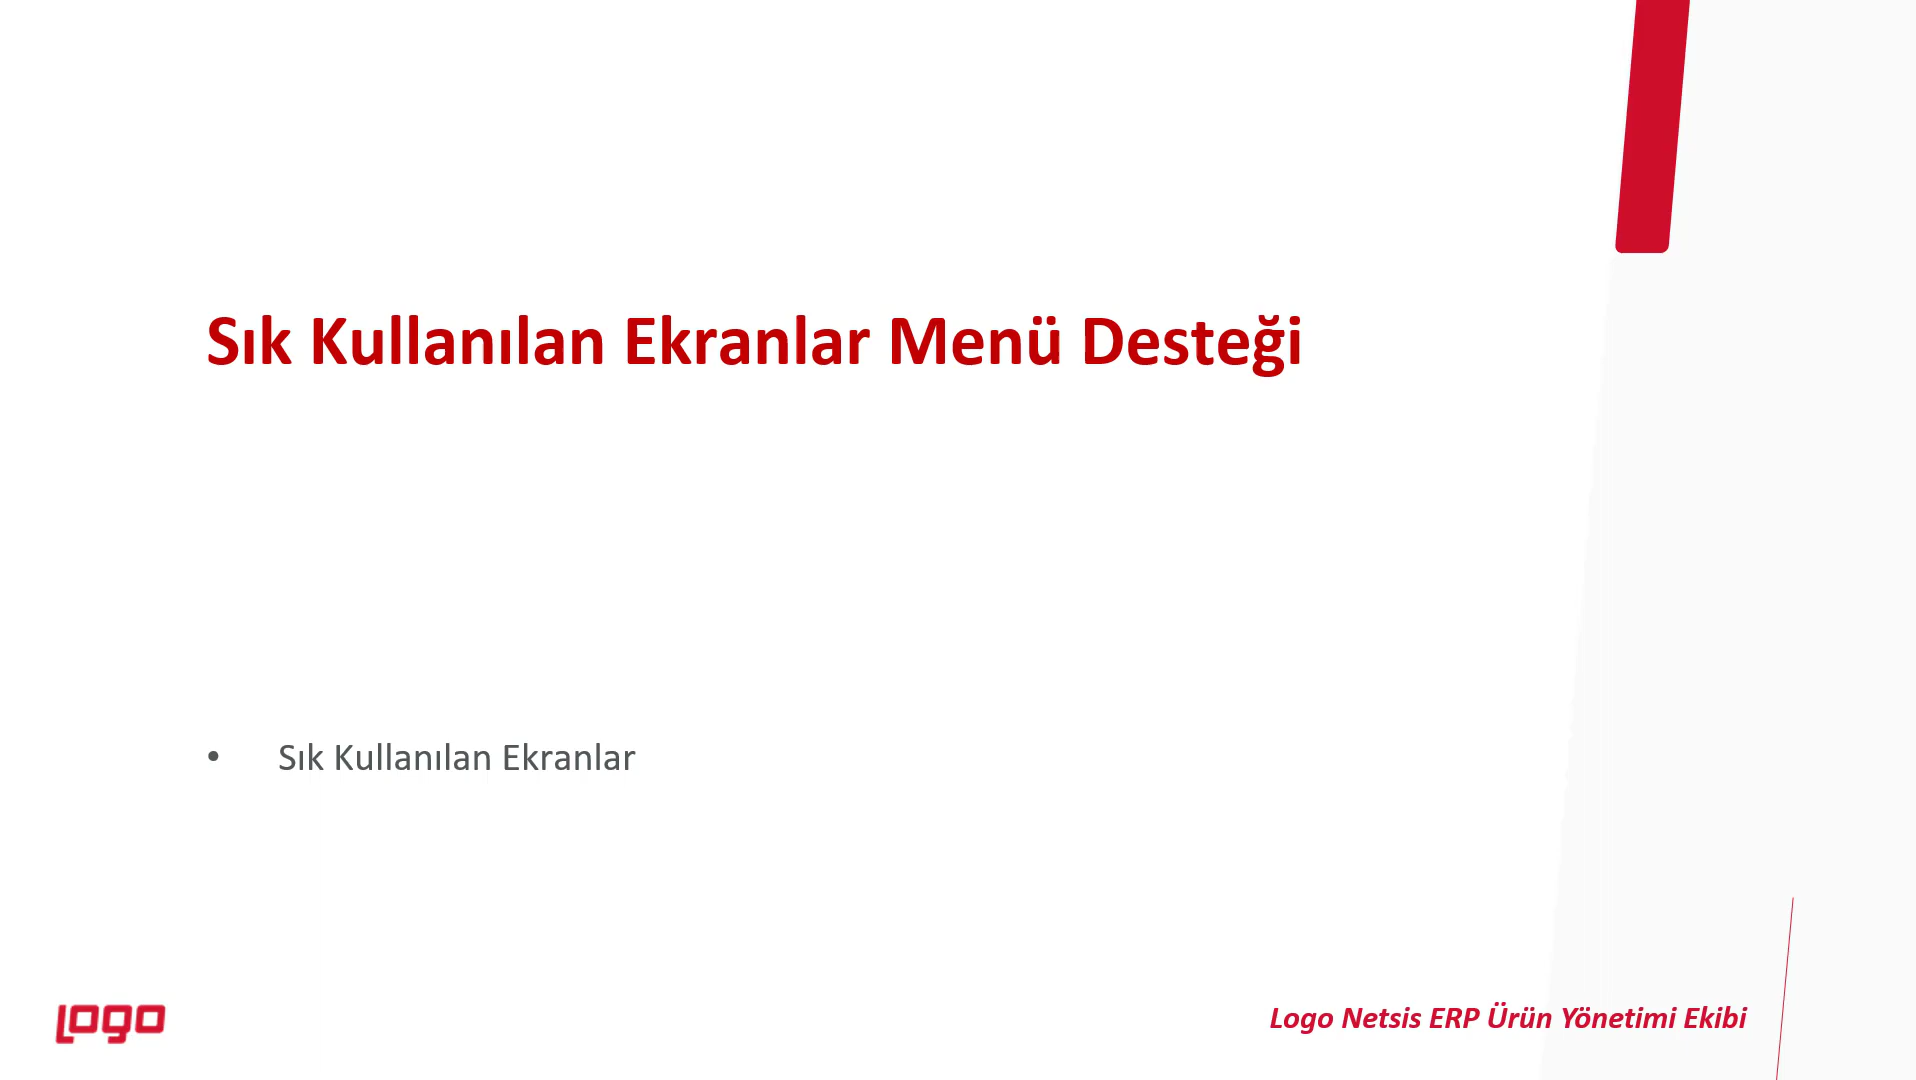 Sık Kullanılan Ekranlar Menü Desteği
• Sık Kullanılan Ekranlar
LOGO
Logo Netsis ERP Ürün Yönetimi Ekibi